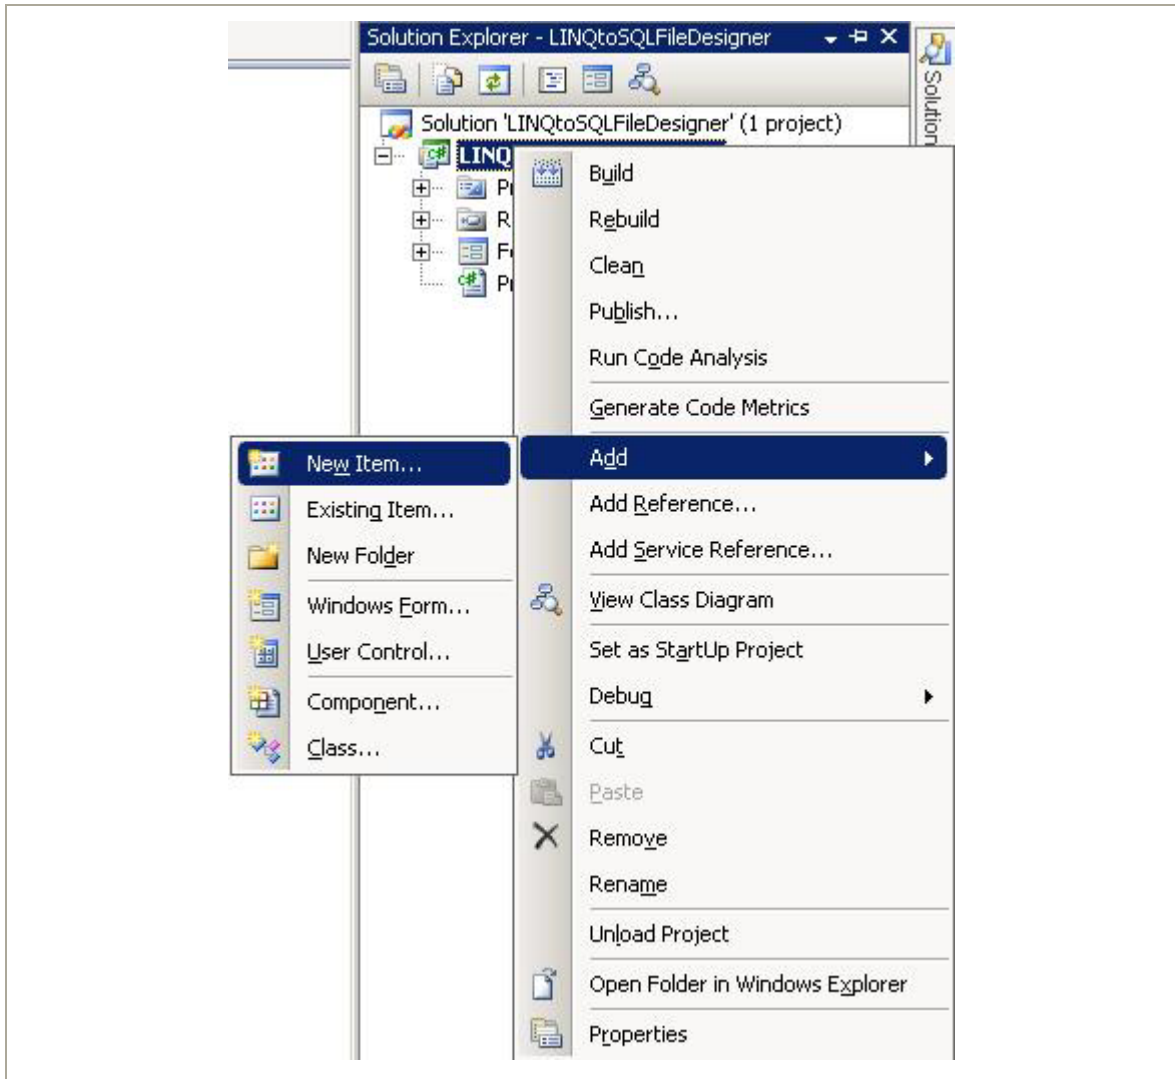 Solution Explorer - LINQtoSQLFileDesigner
Solution 'LINQtoSQLFileDesigner' (1 project)
Solution
LINQ
Build
Rebuild
Clean
Publish...
Run Code Analysis
Generate Code Metrics
Add
Add Reference...
Add Service Reference...
View Class Diagram
Set as StartUp Project
Debug
Cut
Paste
Remove
Rename
Unload Project
Open Folder in Windows Explorer
Properties
New Item...
Existing Item...
New Folder
Windows Form...
User Control...
Component...
Class...